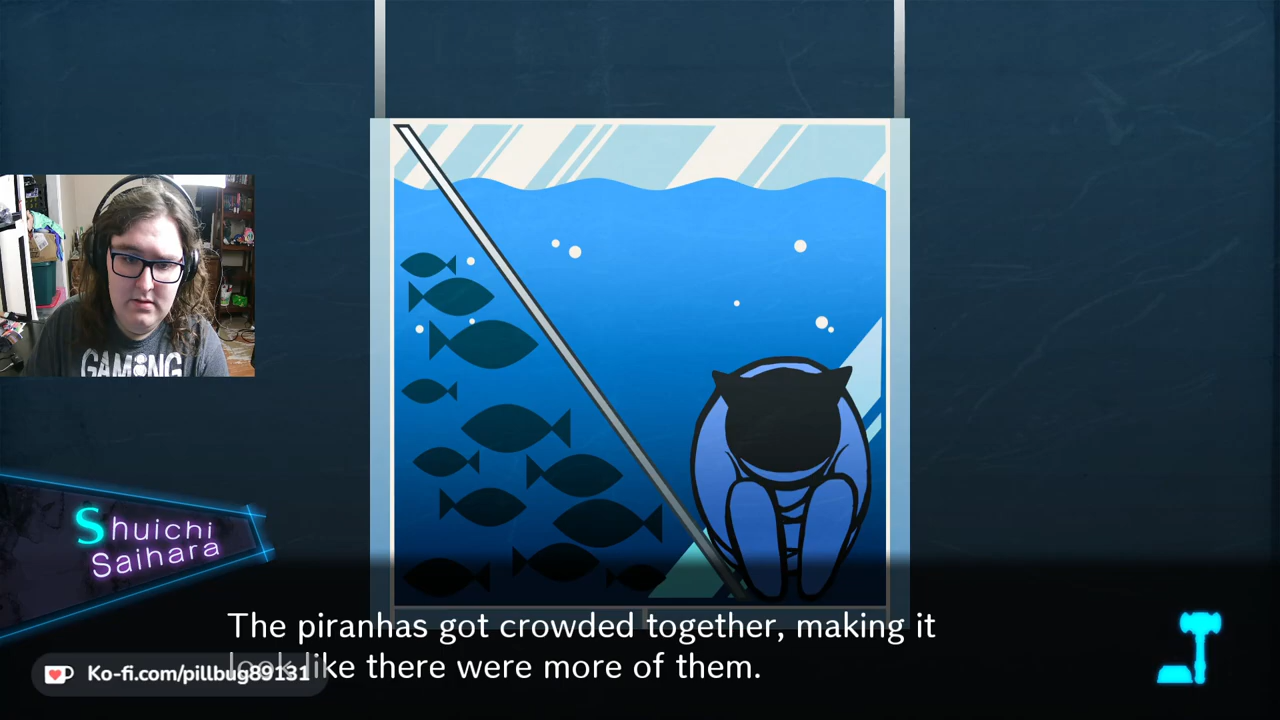 GAMING
Shuichi
Saihara
The piranhas got crowded together, making it
look like there were more of them.
Ko-fi.com/pillbug89131